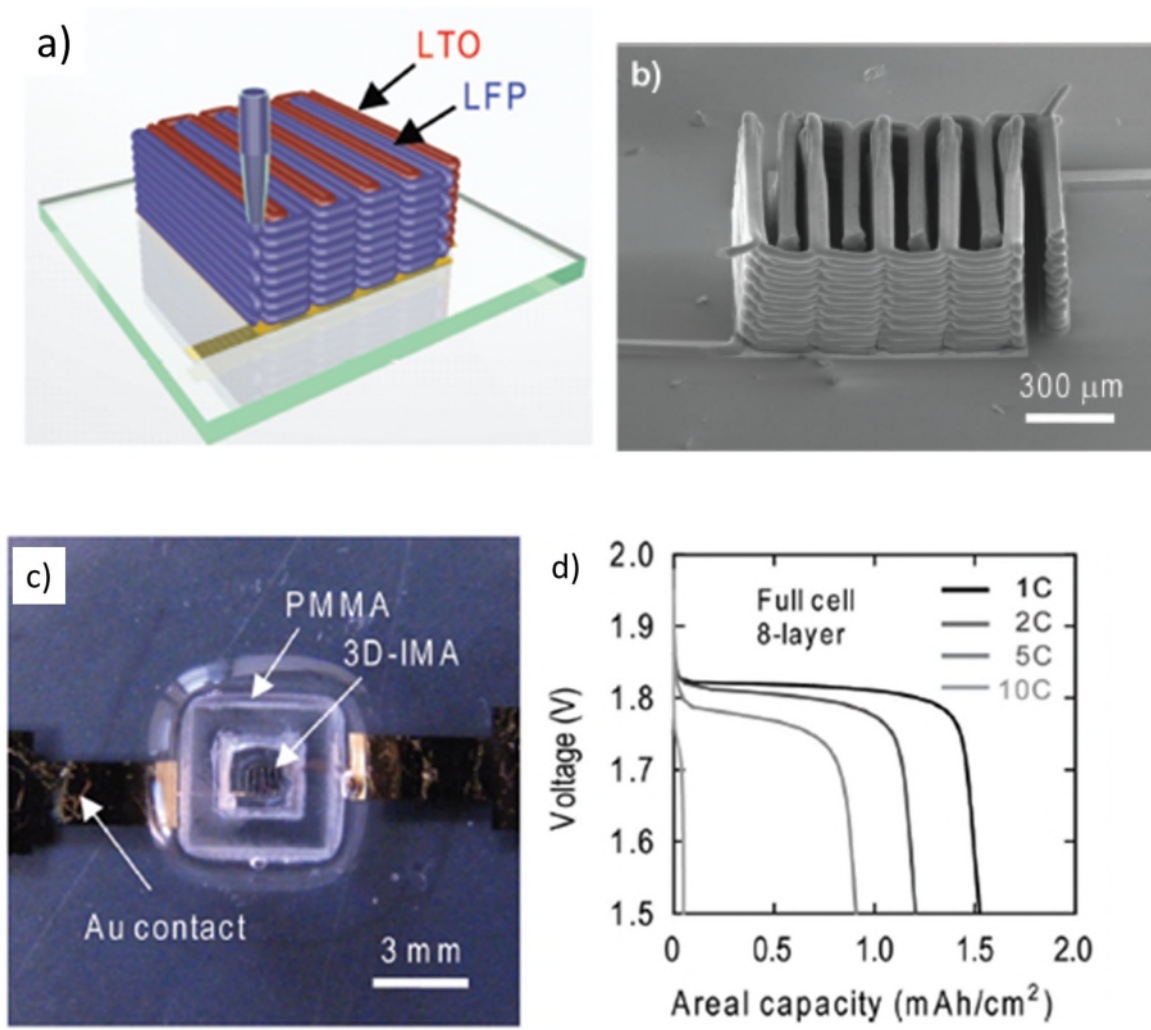 a)
LTO
LFP
b)
300 μm
c)
PMMA
3D-IMA
Au contact
3 mm
d)
2.0
1.9
1.8
1.7
1.6
1.5
Voltage (V)
Full cell
8-layer
1C
2C
5C
10C
0 0.5 1.0 1.5 2.0
Areal capacity (mAh/cm²)